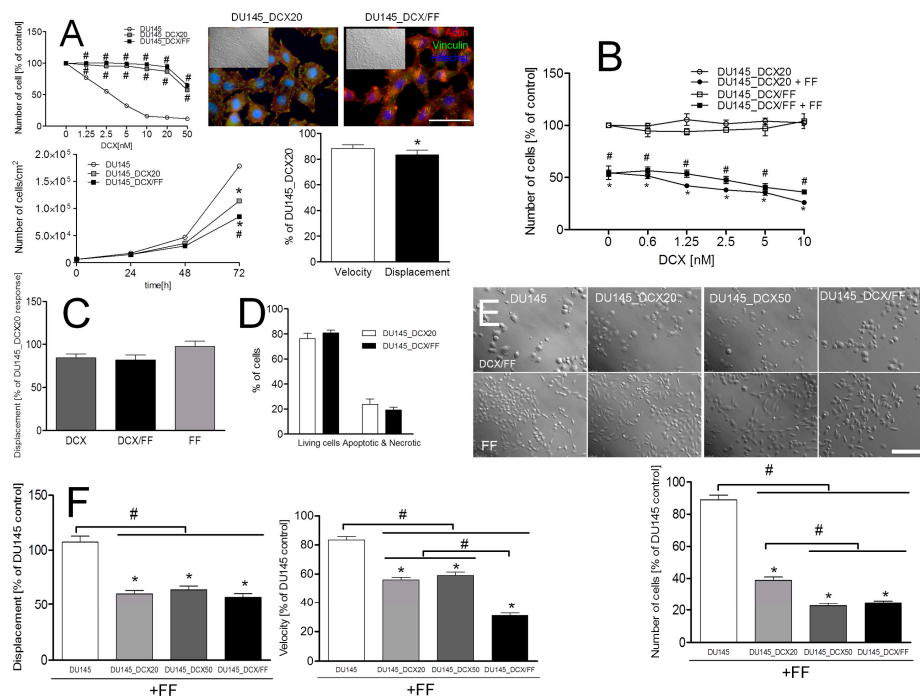 A
DU145
DU145_DCX20
DU145_DCX/FF
Number of cell [% of control]
100
75
50
25
0
# # # # # #
# # # # # #
0 1.25 2.5 5 10 20 50
DCX[nM]
DU145_DCX20
DU145_DCX/FF
Actin
Vinculin
DU145
DU145_DCX20
DU145_DCX/FF
Number of cells/cm²
2.0×10⁵
1.5×10⁵
1.0×10⁵
5.0×10⁴
0
*
*
#
0 24 48 72
time[h]
% of DU145_DCX20
100
80
60
40
20
0
*
Velocity Displacement
B
DU145_DCX20
DU145_DCX20 + FF
DU145_DCX/FF
DU145_DCX/FF + FF
Number of cells [% of control]
150
100
50
0
# # # # # #
* * * * * *
0 0.6 1.25 2.5 5 10
DCX [nM]
C
Displacement [% of DU145_DCX20 response]
150
100
50
0
DCX DCX/FF FF
D
DU145_DCX20
DU145_DCX/FF
% of cells
100
80
60
40
20
0
Living cells Apoptotic & Necrotic
E
DU145 DU145_DCX20 DU145_DCX50 DU145_DCX/FF
DCX/FF
FF
F
Displacement [% of DU145 control]
150
100
50
0
#
* * *
DU145 DU145_DCX20 DU145_DCX50 DU145_DCX/FF
+FF
Velocity [% of DU145 control]
100
80
60
40
20
0
#
#
* * *
DU145 DU145_DCX20 DU145_DCX50 DU145_DCX/FF
+FF
Number of cells [% of DU145 control]
100
80
60
40
20
0
#
#
* * *
DU145 DU145_DCX20 DU145_DCX50 DU145_DCX/FF
+FF